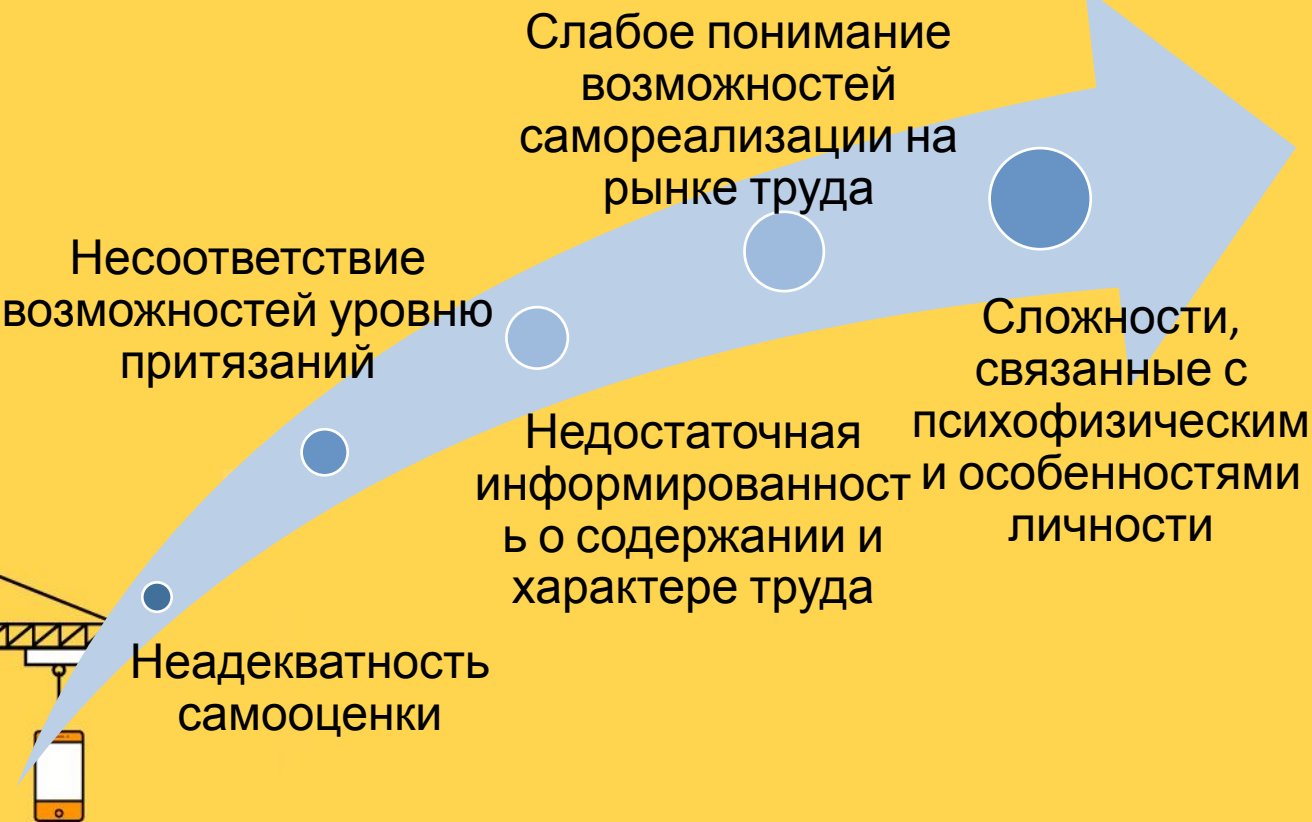 Слабое понимание
возможностей
самореализации на
рынке труда
Несоответствие
возможностей уровню
притязаний
Сложности,
связанные с
психофизическим
и особенностями
личности
Недостаточная
информированност
ь о содержании и
характере труда
Неадекватность
самооценки